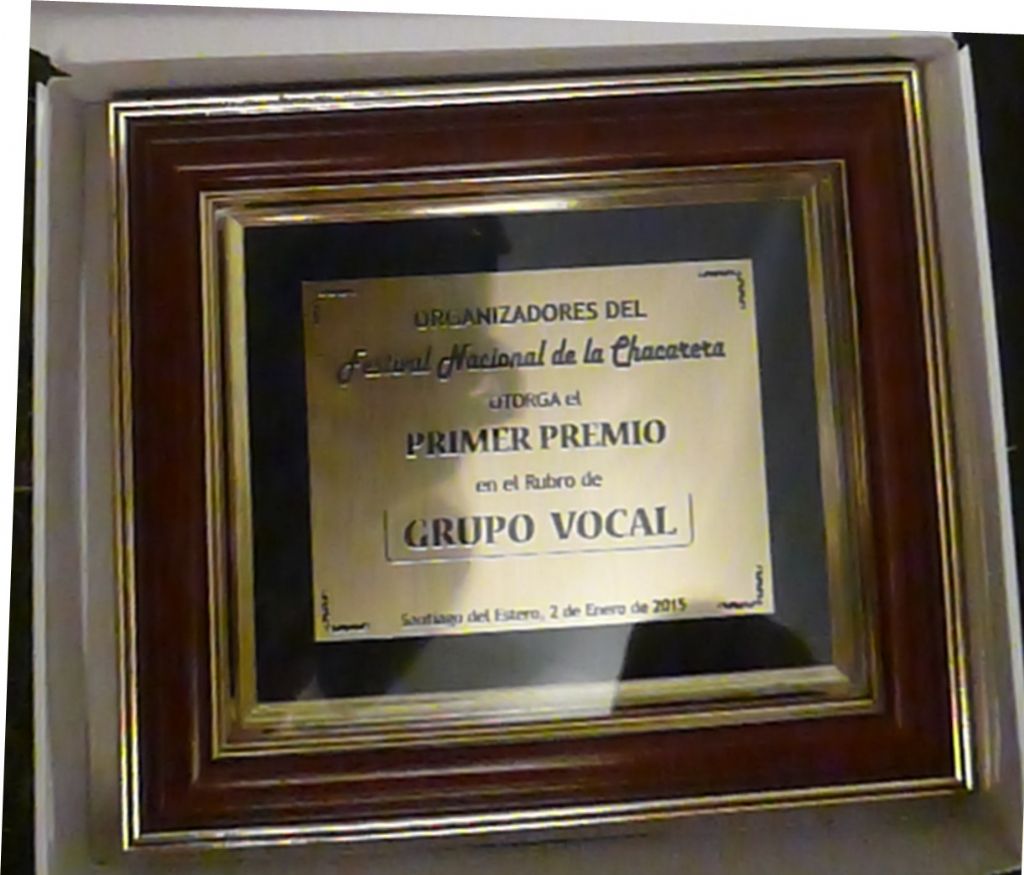 ORGANIZADORES DEL
Festival Nacional de la Chacarera
OTORGA el
PRIMER PREMIO
en el Rubro de
GRUPO VOCAL
Santiago del Estero, 2 de Enero de 2015